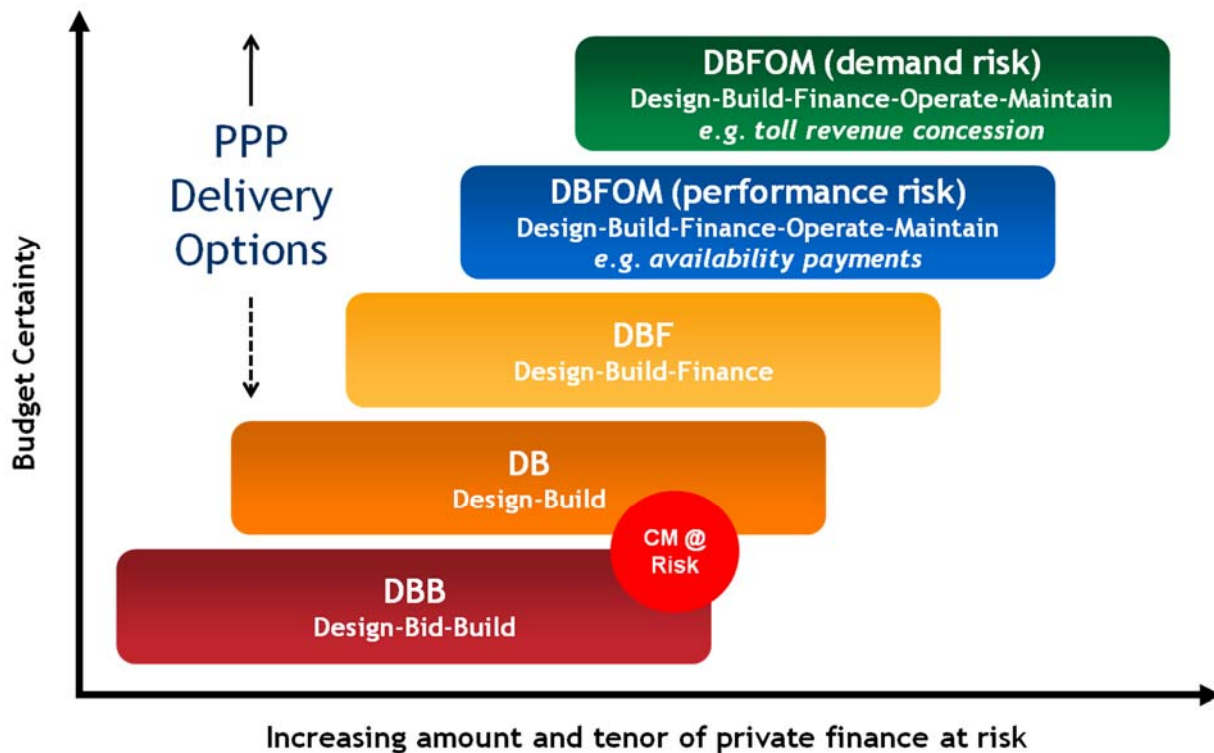 PPP
Delivery
Options
DBFOM (demand risk)
Design-Build-Finance-Operate-Maintain
e.g. toll revenue concession
DBFOM (performance risk)
Design-Build-Finance-Operate-Maintain
e.g. availability payments
DBF
Design-Build-Finance
DB
Design-Build
CM @
Risk
DBB
Design-Bid-Build
Budget Certainty
Increasing amount and tenor of private finance at risk